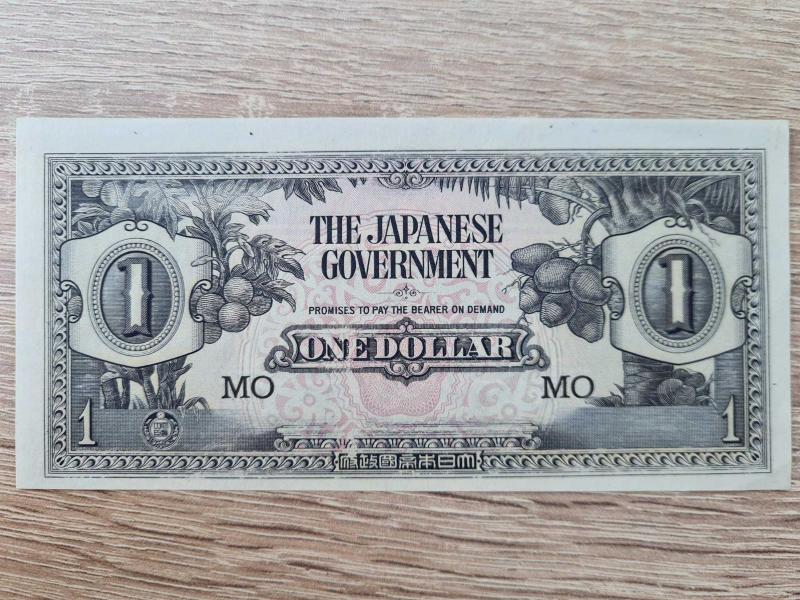 THE JAPANESE
GOVERNMENT
1 1
PROMISES TO PAY THE BEARER ON DEMAND
ONE DOLLAR
MO MO
1 1
府政國帝本日大